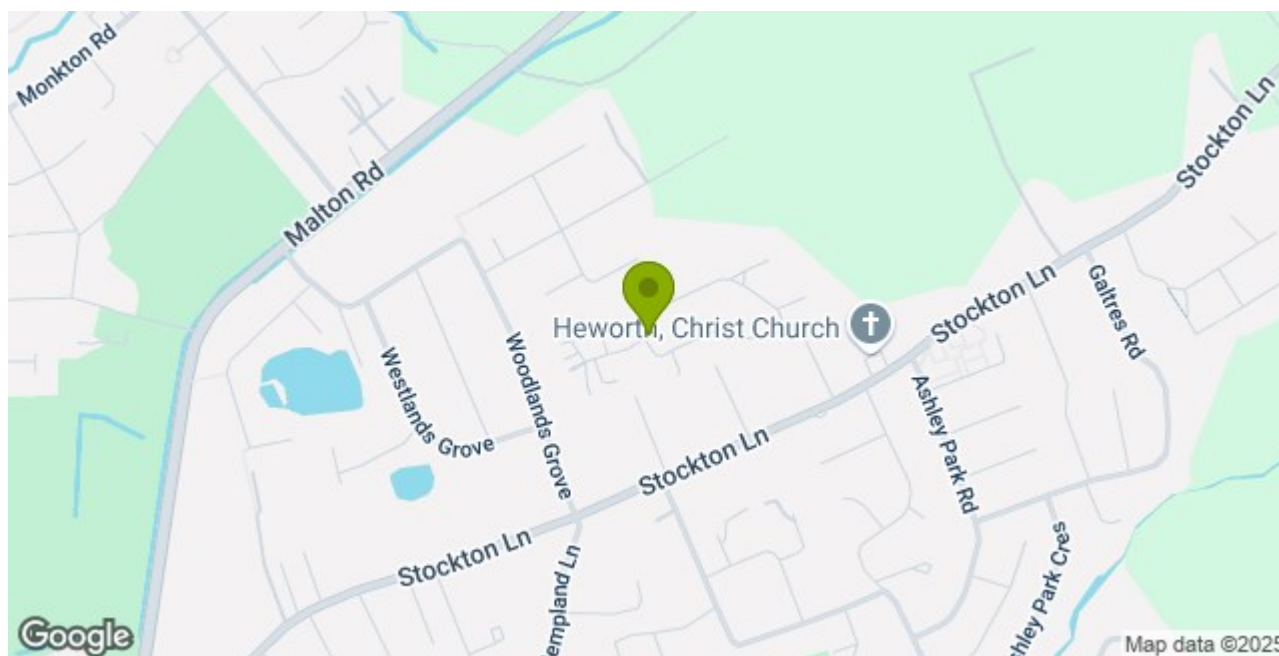 Monkton Rd
Malton Rd
Stockton Ln
Galtres Rd
Heworth, Christ Church
Stockton Ln
Woodlands Grove
Westlands Grove
Ashley Park Rd
Stockton Ln
Stockton Ln
Ashley Park Cres
Google
Map data ©2025